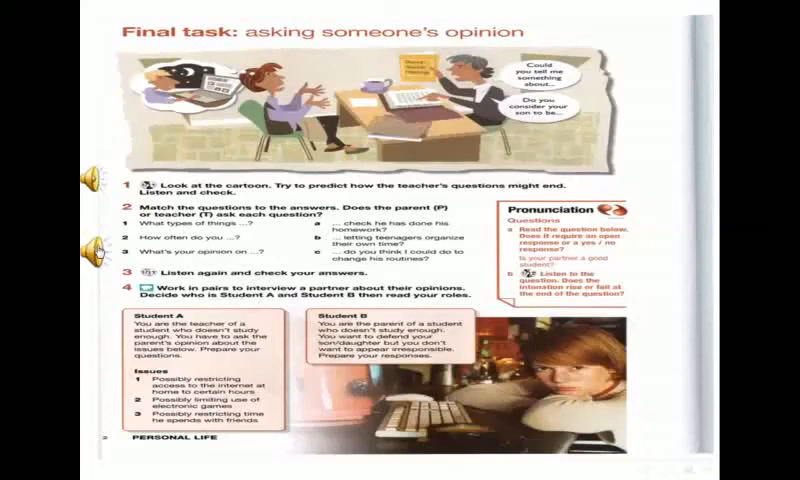 Final task: asking someone's opinion
Could
you tell me
something
about...
Do you
consider your
son to be...
1 Look at the cartoon. Try to predict how the teacher's questions might end.
Listen and check.
2 Match the questions to the answers. Does the parent (P)
or teacher (T) ask each question?
1 What types of things ...?
a ... check he has done his
homework?
2 How often do you ...?
b ... letting teenagers organize
their own time?
3 What's your opinion on ...?
c ... do you think I could do to
change his routines?
3 Listen again and check your answers.
4 Work in pairs to interview a partner about their opinions.
Decide who is Student A and Student B then read your roles.
Pronunciation
Questions
a Read the question below.
Does it require an open
response or a yes / no
response?
Is your partner a good
student?
b Listen to the
question. Does the
intonation rise or fall at
the end of the question?
Student A
You are the teacher of a
student who doesn't study
enough. You have to ask the
parent's opinion about the
issues below. Prepare your
questions.
Issues
1 Possibly restricting
access to the internet at
home to certain hours
2 Possibly limiting use of
electronic games
3 Possibly restricting time
he spends with friends
Student B
You are the parent of a student
who doesn't study enough.
You want to defend your
son/daughter but you don't
want to appear irresponsible.
Prepare your responses.
PERSONAL LIFE